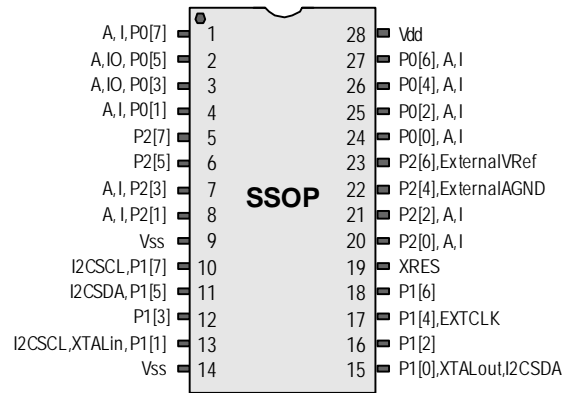 A, I, P0[7] 1
A, IO, P0[5] 2
A, IO, P0[3] 3
A, I, P0[1] 4
P2[7] 5
P2[5] 6
A, I, P2[3] 7
A, I, P2[1] 8
Vss 9
I2CSCL, P1[7] 10
I2CSDA, P1[5] 11
P1[3] 12
I2CSCL, XTALin, P1[1] 13
Vss 14
SSOP
28 Vdd
27 P0[6], A, I
26 P0[4], A, I
25 P0[2], A, I
24 P0[0], A, I
23 P2[6], External VRef
22 P2[4], External AGND
21 P2[2], A, I
20 P2[0], A, I
19 XRES
18 P1[6]
17 P1[4], EXTCLK
16 P1[2]
15 P1[0], XTALout, I2CSDA